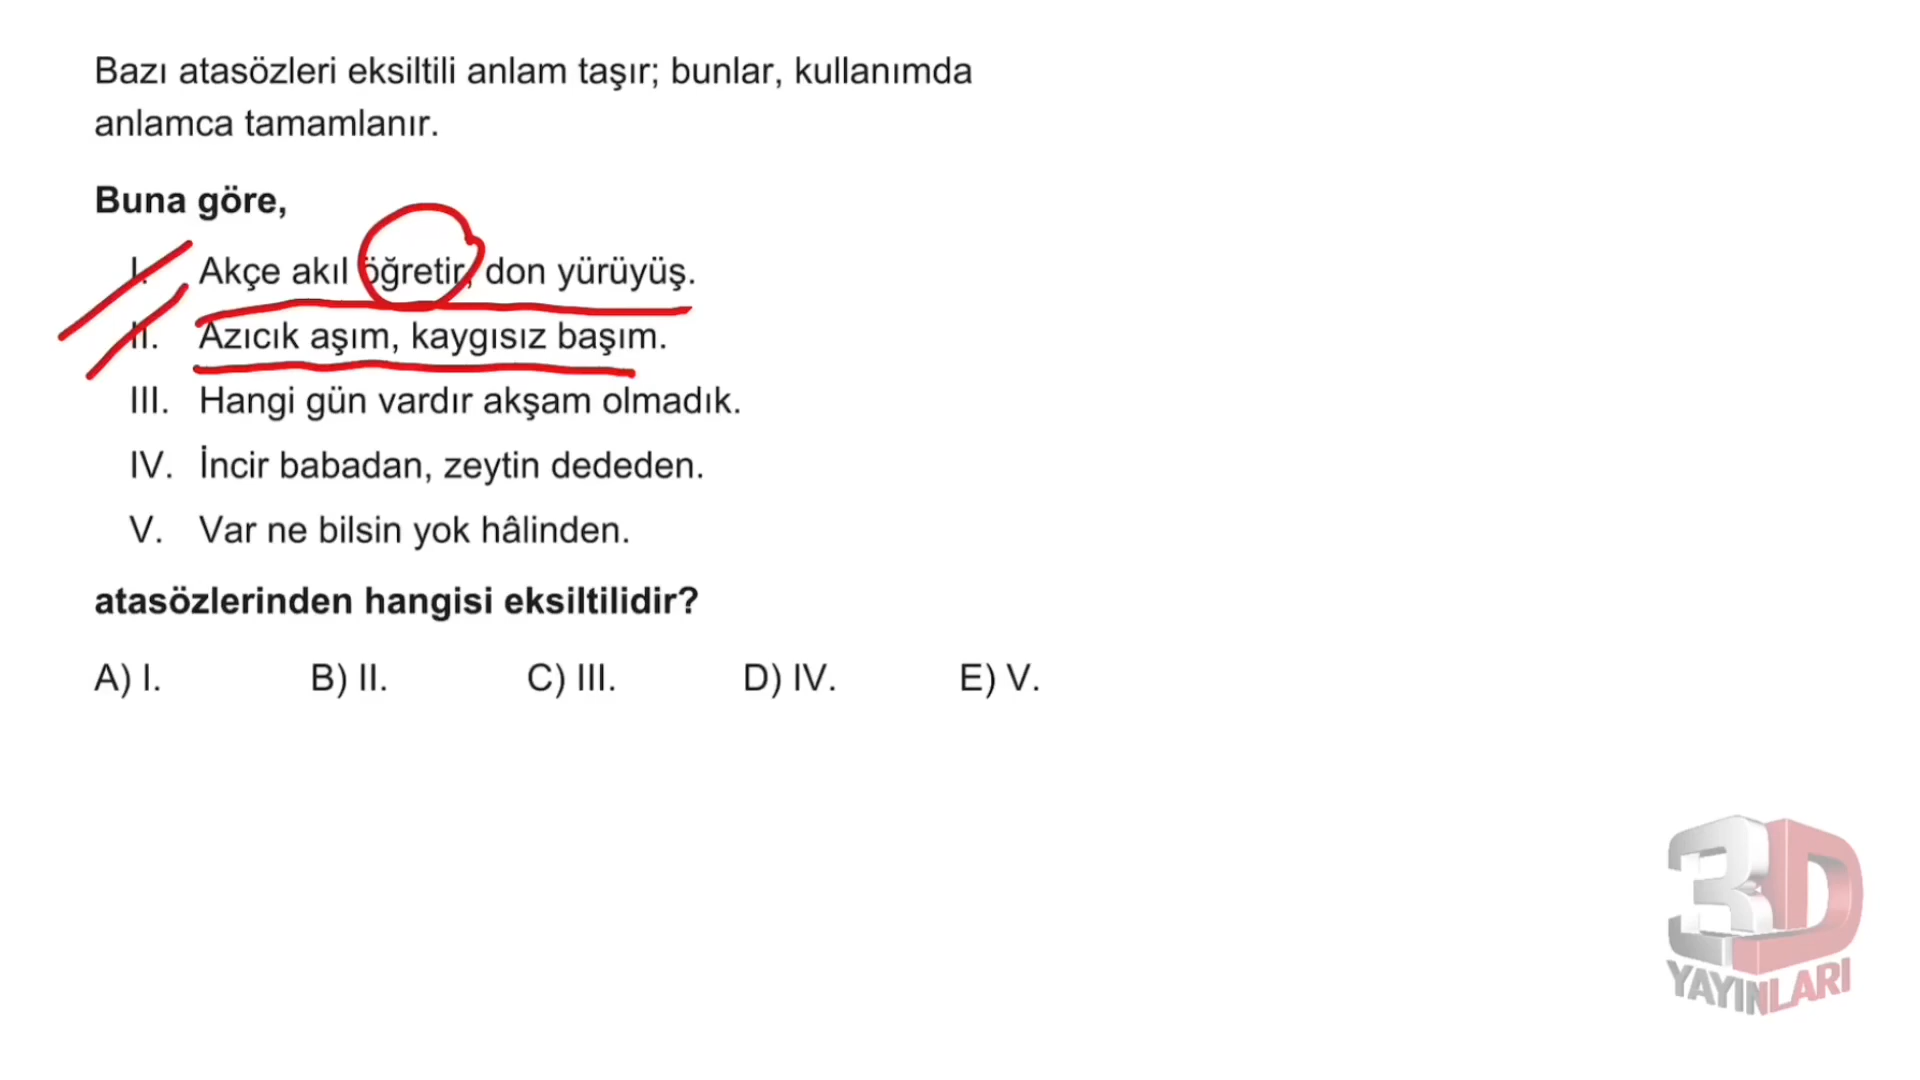 Bazı atasözleri eksiltili anlam taşır; bunlar, kullanımda
anlamca tamamlanır.
Buna göre,
I. Akçe akıl öğretir, don yürüyüş.
II. Azıcık aşım, kaygısız başım.
III. Hangi gün vardır akşam olmadık.
IV. İncir babadan, zeytin dededen.
V. Var ne bilsin yok hâlinden.
atasözlerinden hangisi eksiltilidir?
A) I. B) II. C) III. D) IV. E) V.
3D
YAYINLARI